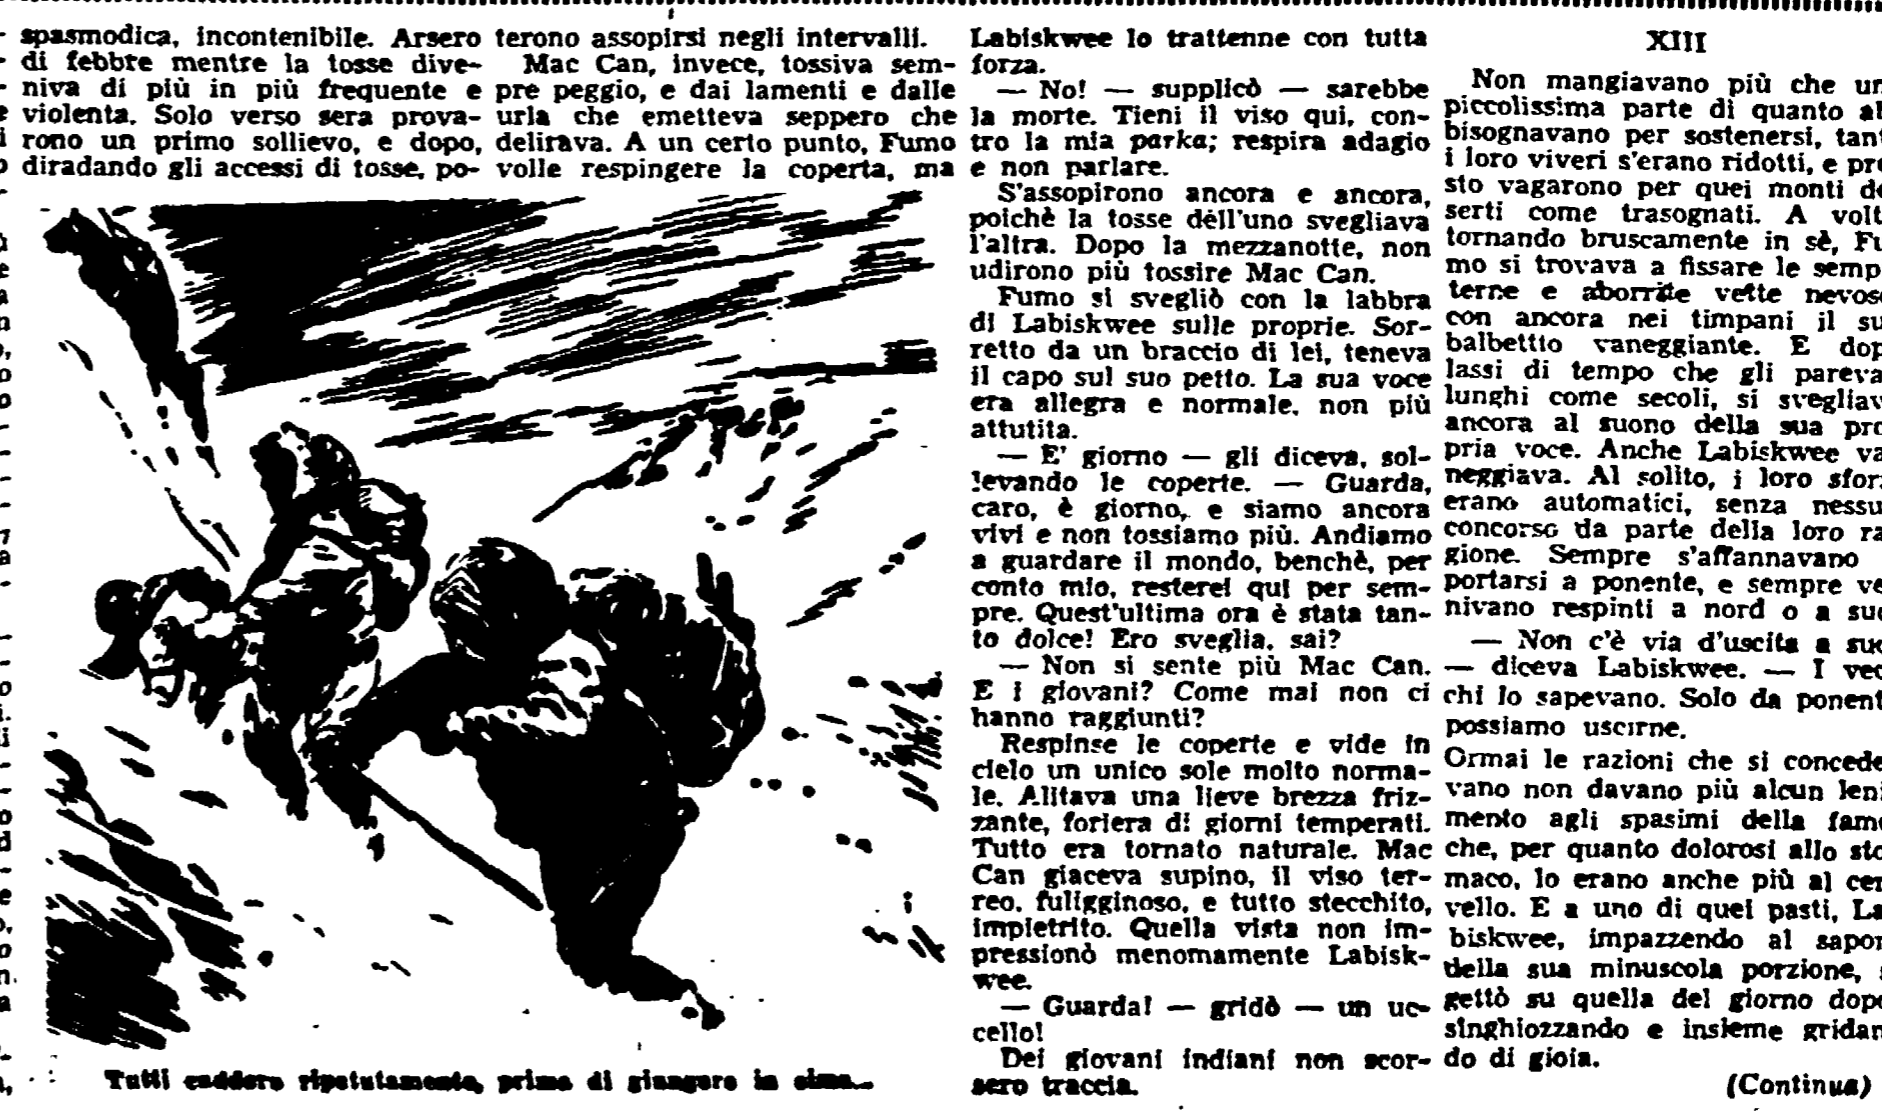 spasmodica, incontenibile. Arsero
di febbre mentre la tosse dive-
niva di più in più frequente e
violenta. Solo verso sera prova-
rono un primo sollievo, e dopo,
diradando gli accessi di tosse, po-
terono assopirsi negli intervalli.
Mac Can, invece, tossiva sem-
pre peggio, e dai lamenti e dalle
urla che emetteva seppero che
delirava. A un certo punto, Fumo
volle respingere la coperta, ma
Tutti caddero ripetutamente, prima di giungere in cima...
Labiskwee lo trattenne con tutta
forza.
— No! — supplicò — sarebbe
la morte. Tieni il viso qui, con-
tro la mia parka; respira adagio
e non parlare.
S'assopirono ancora e ancora,
poichè la tosse dell'uno svegliava
l'altra. Dopo la mezzanotte, non
udirono più tossire Mac Can.
Fumo si svegliò con la labbra
di Labiskwee sulle proprie. Sor-
retto da un braccio di lei, teneva
il capo sul suo petto. La sua voce
era allegra e normale, non più
attutita.
— E' giorno — gli diceva, sol-
levando le coperte. — Guarda,
caro, è giorno, e siamo ancora
vivi e non tossiamo più. Andiamo
a guardare il mondo, benchè, per
conto mio, resterei qui per sem-
pre. Quest'ultima ora è stata tan-
to dolce! Ero sveglia, sai?
— Non si sente più Mac Can.
E i giovani? Come mai non ci
hanno raggiunti?
Respinse le coperte e vide in
cielo un unico sole molto norma-
le. Alitava una lieve brezza friz-
zante, foriera di giorni temperati.
Tutto era tornato naturale. Mac
Can giaceva supino, il viso ter-
reo, fuligginoso, e tutto stecchito,
impietrito. Quella vista non im-
pressionò menomamente Labisk-
wee.
— Guarda! — gridò — un uc-
cello!
Dei giovani indiani non scor-
sero traccia.
XIII
Non mangiavano più che un
piccolissima parte di quanto ab
bisognavano per sostenersi, tant
i loro viveri s'erano ridotti, e pre
sto vagarono per quei monti de
serti come trasognati. A volt
tornando bruscamente in sè, Fu
mo si trovava a fissare le semp
terne e aborrite vette nevose
con ancora nei timpani il su
balbettio vaneggiante. E dop
lassi di tempo che gli pareva
lunghi come secoli, si svegliav
ancora al suono della sua pro
pria voce. Anche Labiskwee va
neggiava. Al solito, i loro sforz
erano automatici, senza nessu
concorso da parte della loro ra
gione. Sempre s'affannavano
portarsi a ponente, e sempre ve
nivano respinti a nord o a sud
— Non c'è via d'uscita a sud
— diceva Labiskwee. — I vec
chi lo sapevano. Solo da ponent
possiamo uscirne.
Ormai le razioni che si concede
vano non davano più alcun leni
mento agli spasimi della fame
che, per quanto dolorosi allo sto
maco, lo erano anche più al cer
vello. E a uno di quei pasti, La
biskwee, impazzendo al sapor
della sua minuscola porzione, s
gettò su quella del giorno dopo
singhiozzando e insieme gridan
do di gioia.
(Continua)